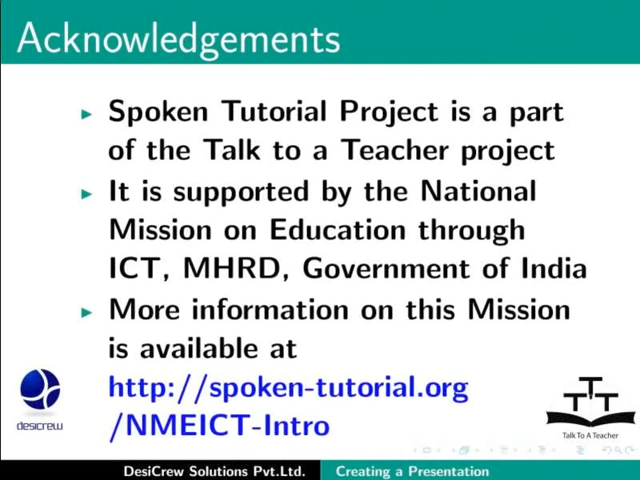 Acknowledgements
Spoken Tutorial Project is a part
of the Talk to a Teacher project
It is supported by the National
Mission on Education through
ICT, MHRD, Government of India
More information on this Mission
is available at
http://spoken-tutorial.org
/NMEICT-Intro
desicrew
TTT
Talk To A Teacher
DesiCrew Solutions Pvt.Ltd. Creating a Presentation